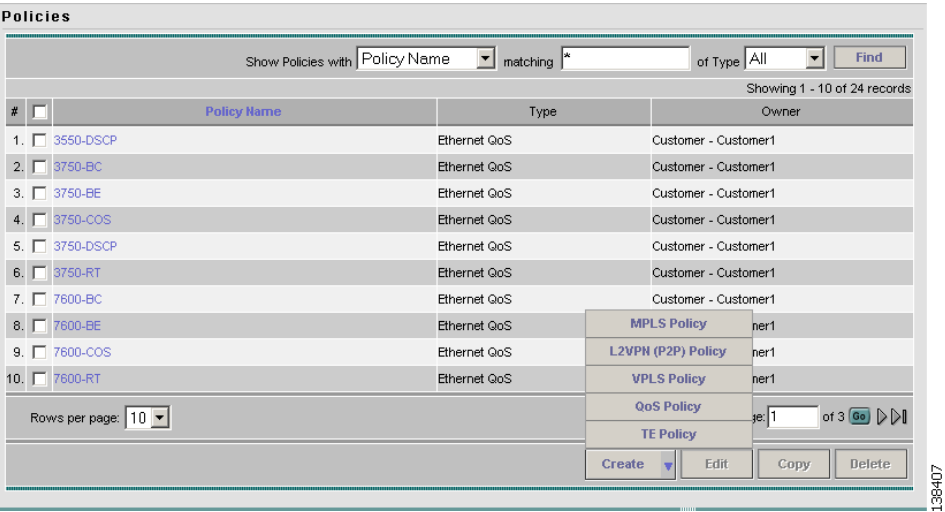 Policies
Show Policies with Policy Name matching * of Type All Find
Showing 1 - 10 of 24 records
# Policy Name Type Owner
1. 3550-DSCP Ethernet QoS Customer - Customer1
2. 3750-BC Ethernet QoS Customer - Customer1
3. 3750-BE Ethernet QoS Customer - Customer1
4. 3750-COS Ethernet QoS Customer - Customer1
5. 3750-DSCP Ethernet QoS Customer - Customer1
6. 3750-RT Ethernet QoS Customer - Customer1
7. 7600-BC Ethernet QoS Customer - Customer1
8. 7600-BE Ethernet QoS MPLS Policy ner1
9. 7600-COS Ethernet QoS L2VPN (P2P) Policy ner1
10. 7600-RT Ethernet QoS VPLS Policy ner1
Rows per page: 10 QoS Policy ge: 1 of 3 Go
TE Policy
Create Edit Copy Delete
138407